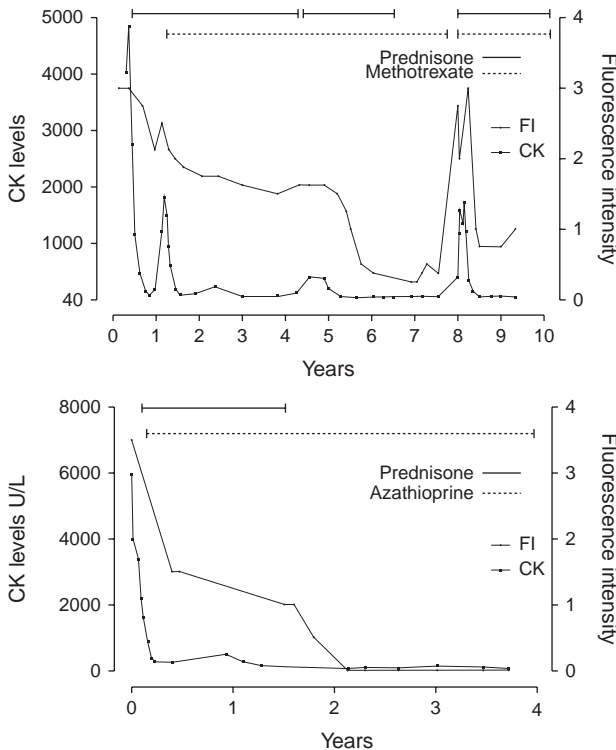 5000
4000
3000
2000
1000
40
CK levels
4
3
2
1
0
Fluorescence intensity
Prednisone
Methotrexate
FI
CK
0 1 2 3 4 5 6 7 8 9 10
Years
8000
7000
4000
2000
0
CK levels U/L
4
3
2
1
0
Fluorescence intensity
Prednisone
Azathioprine
FI
CK
0 1 2 3 4
Years